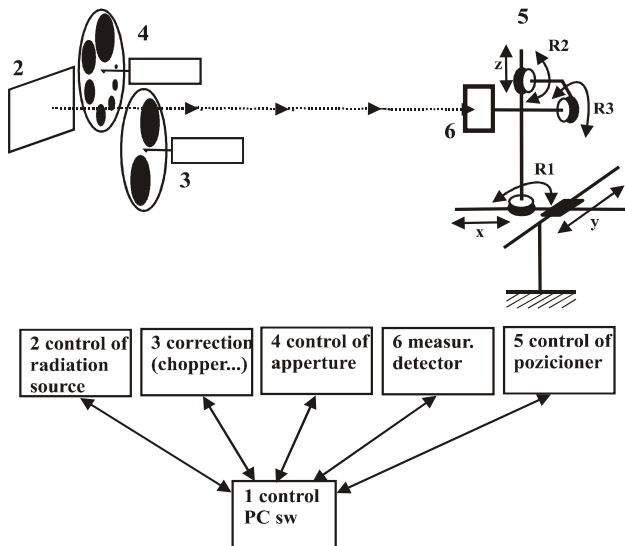 5
4
2
R2
z
R3
6
3
R1
x
y
2 control of
radiation
source
3 correction
(chopper...)
4 control of
apperture
6 measur.
detector
5 control of
pozicioner
1 control
PC sw